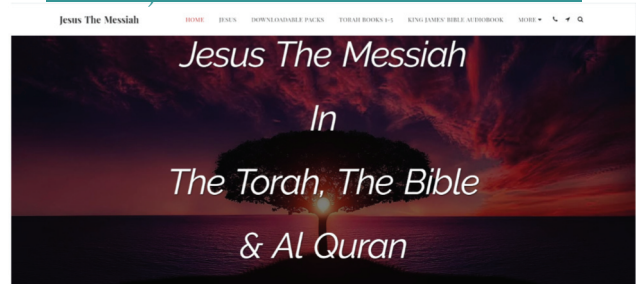 Jesus The Messiah HOME JESUS DOWNLOADABLE PACKS TORAH BOOKS 1-5 KING JAMES' BIBLE AUDIOBOOK MORE
Jesus The Messiah
In
The Torah, The Bible
& Al Quran